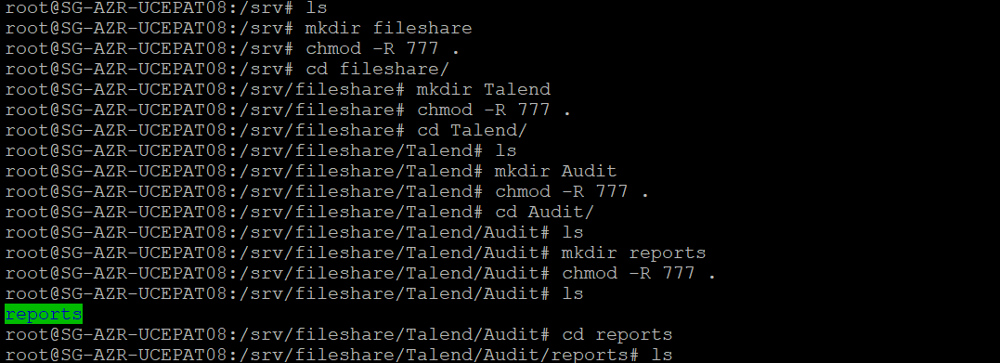 root@SG-AZR-UCEPAT08:/srv# ls
root@SG-AZR-UCEPAT08:/srv# mkdir fileshare
root@SG-AZR-UCEPAT08:/srv# chmod -R 777 .
root@SG-AZR-UCEPAT08:/srv# cd fileshare/
root@SG-AZR-UCEPAT08:/srv/fileshare# mkdir Talend
root@SG-AZR-UCEPAT08:/srv/fileshare# chmod -R 777 .
root@SG-AZR-UCEPAT08:/srv/fileshare# cd Talend/
root@SG-AZR-UCEPAT08:/srv/fileshare/Talend# ls
root@SG-AZR-UCEPAT08:/srv/fileshare/Talend# mkdir Audit
root@SG-AZR-UCEPAT08:/srv/fileshare/Talend# chmod -R 777 .
root@SG-AZR-UCEPAT08:/srv/fileshare/Talend# cd Audit/
root@SG-AZR-UCEPAT08:/srv/fileshare/Talend/Audit# ls
root@SG-AZR-UCEPAT08:/srv/fileshare/Talend/Audit# mkdir reports
root@SG-AZR-UCEPAT08:/srv/fileshare/Talend/Audit# chmod -R 777 .
root@SG-AZR-UCEPAT08:/srv/fileshare/Talend/Audit# ls
reports
root@SG-AZR-UCEPAT08:/srv/fileshare/Talend/Audit# cd reports
root@SG-AZR-UCEPAT08:/srv/fileshare/Talend/Audit/reports# ls